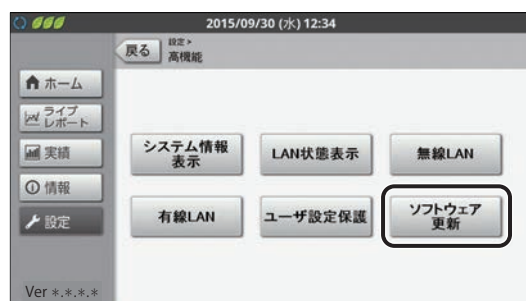 2015/09/30 (水) 12:34
戻る
設定 >
高機能
ホーム
ライブ
レポート
実績
情報
設定
システム情報
表示
LAN状態表示
無線LAN
有線LAN
ユーザ設定保護
ソフトウェア
更新
Ver *.*.*.*